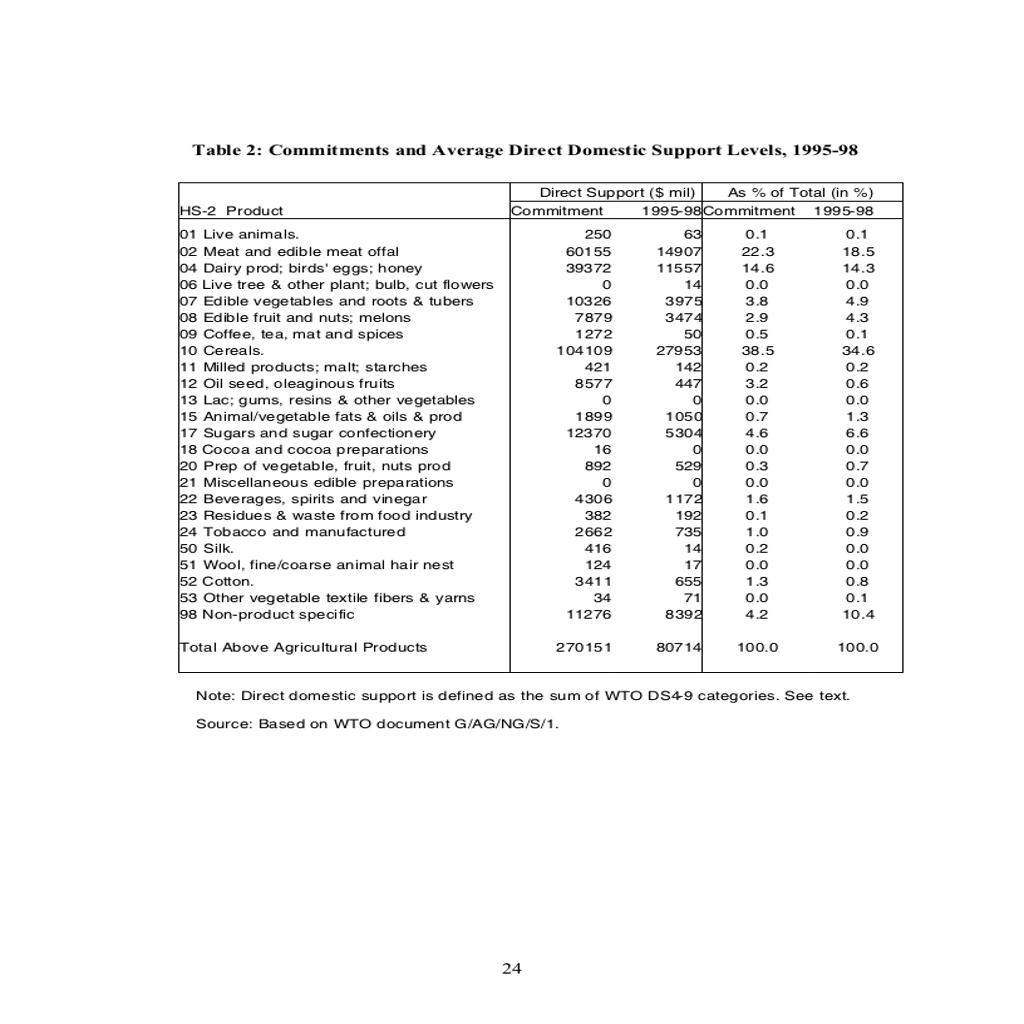 Table 2: Commitments and Average Direct Domestic Support Levels, 1995-98
Direct Support ($ mil) As % of Total (in %)
HS-2 Product Commitment 1995-98 Commitment 1995-98
01 Live animals. 250 63 0.1 0.1
02 Meat and edible meat offal 60155 14907 22.3 18.5
04 Dairy prod; birds' eggs; honey 39372 11557 14.6 14.3
06 Live tree & other plant; bulb, cut flowers 0 14 0.0 0.0
07 Edible vegetables and roots & tubers 10326 3975 3.8 4.9
08 Edible fruit and nuts; melons 7879 3474 2.9 4.3
09 Coffee, tea, mat and spices 1272 50 0.5 0.1
10 Cereals. 104109 27953 38.5 34.6
11 Milled products; malt; starches 421 142 0.2 0.2
12 Oil seed, oleaginous fruits 8577 447 3.2 0.6
13 Lac; gums, resins & other vegetables 0 0 0.0 0.0
15 Animal/vegetable fats & oils & prod 1899 1050 0.7 1.3
17 Sugars and sugar confectionery 12370 5304 4.6 6.6
18 Cocoa and cocoa preparations 16 0 0.0 0.0
20 Prep of vegetable, fruit, nuts prod 892 529 0.3 0.7
21 Miscellaneous edible preparations 0 0 0.0 0.0
22 Beverages, spirits and vinegar 4306 1172 1.6 1.5
23 Residues & waste from food industry 382 192 0.1 0.2
24 Tobacco and manufactured 2662 735 1.0 0.9
50 Silk. 416 14 0.2 0.0
51 Wool, fine/coarse animal hair nest 124 17 0.0 0.0
52 Cotton. 3411 655 1.3 0.8
53 Other vegetable textile fibers & yarns 34 71 0.0 0.1
98 Non-product specific 11276 8392 4.2 10.4
Total Above Agricultural Products 270151 80714 100.0 100.0
Note: Direct domestic support is defined as the sum of WTO DS4-9 categories. See text.
Source: Based on WTO document G/AG/NG/S/1.
24